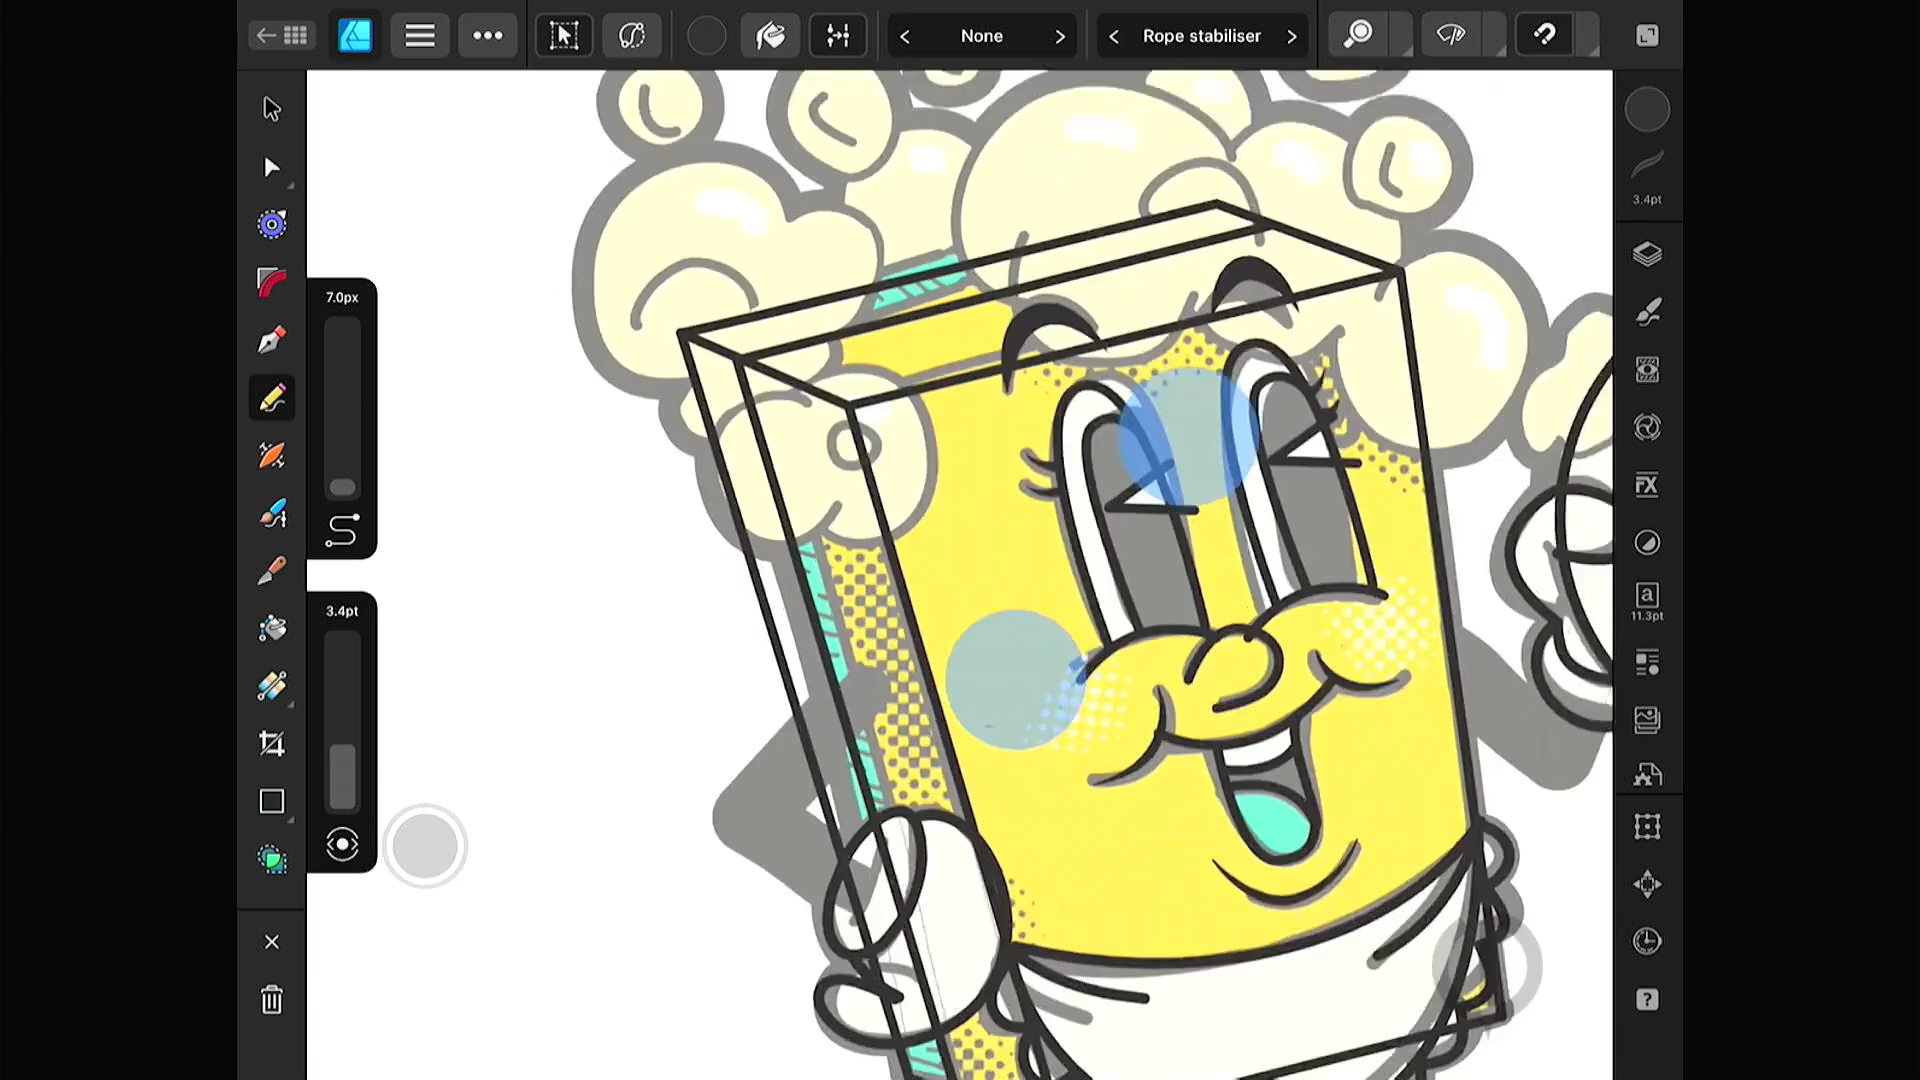 None
Rope stabiliser
7.0px
3.4pt
3.4pt
FX
a
11.3pt
?